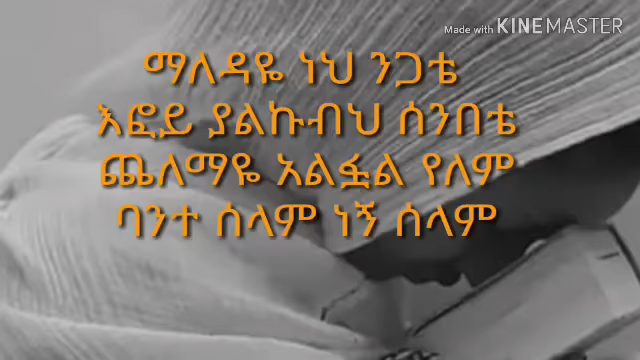 Made with KINEMASTER
ማለዳዬ ነህ ንጋቴ
እፎይ ያልኩብህ ሰንበቴ
ጨለማዬ አልፏል የለም
ባንተ ሰላም ነኝ ሰላም